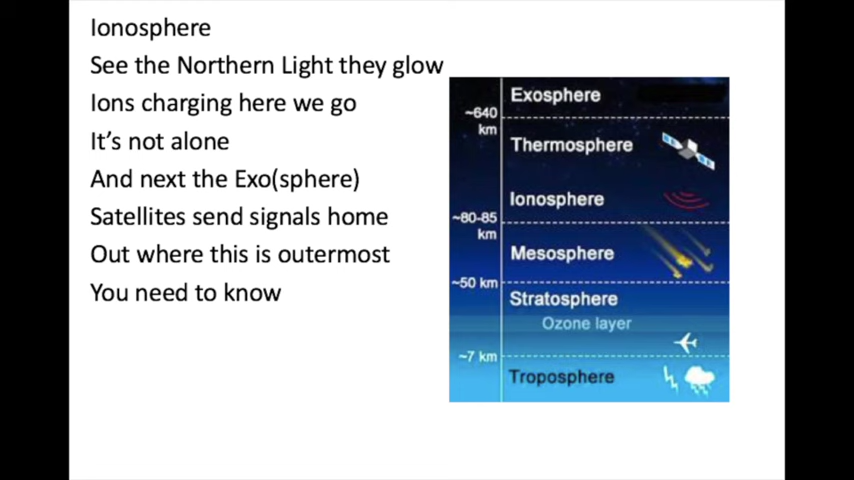 Ionosphere
See the Northern Light they glow
Ions charging here we go
It’s not alone
And next the Exo(sphere)
Satellites send signals home
Out where this is outermost
You need to know
Exosphere
~640
km
Thermosphere
Ionosphere
~80-85
km
Mesosphere
~50 km
Stratosphere
Ozone layer
~7 km
Troposphere